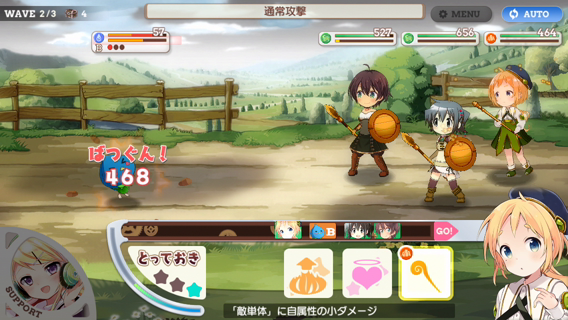 WAVE 2/3
4
通常攻撃
MENU
AUTO
57
B
527
656
464
ばつぐん!
468
B
GO!
とっておき
SUPPORT
「敵単体」に自属性の小ダメージ